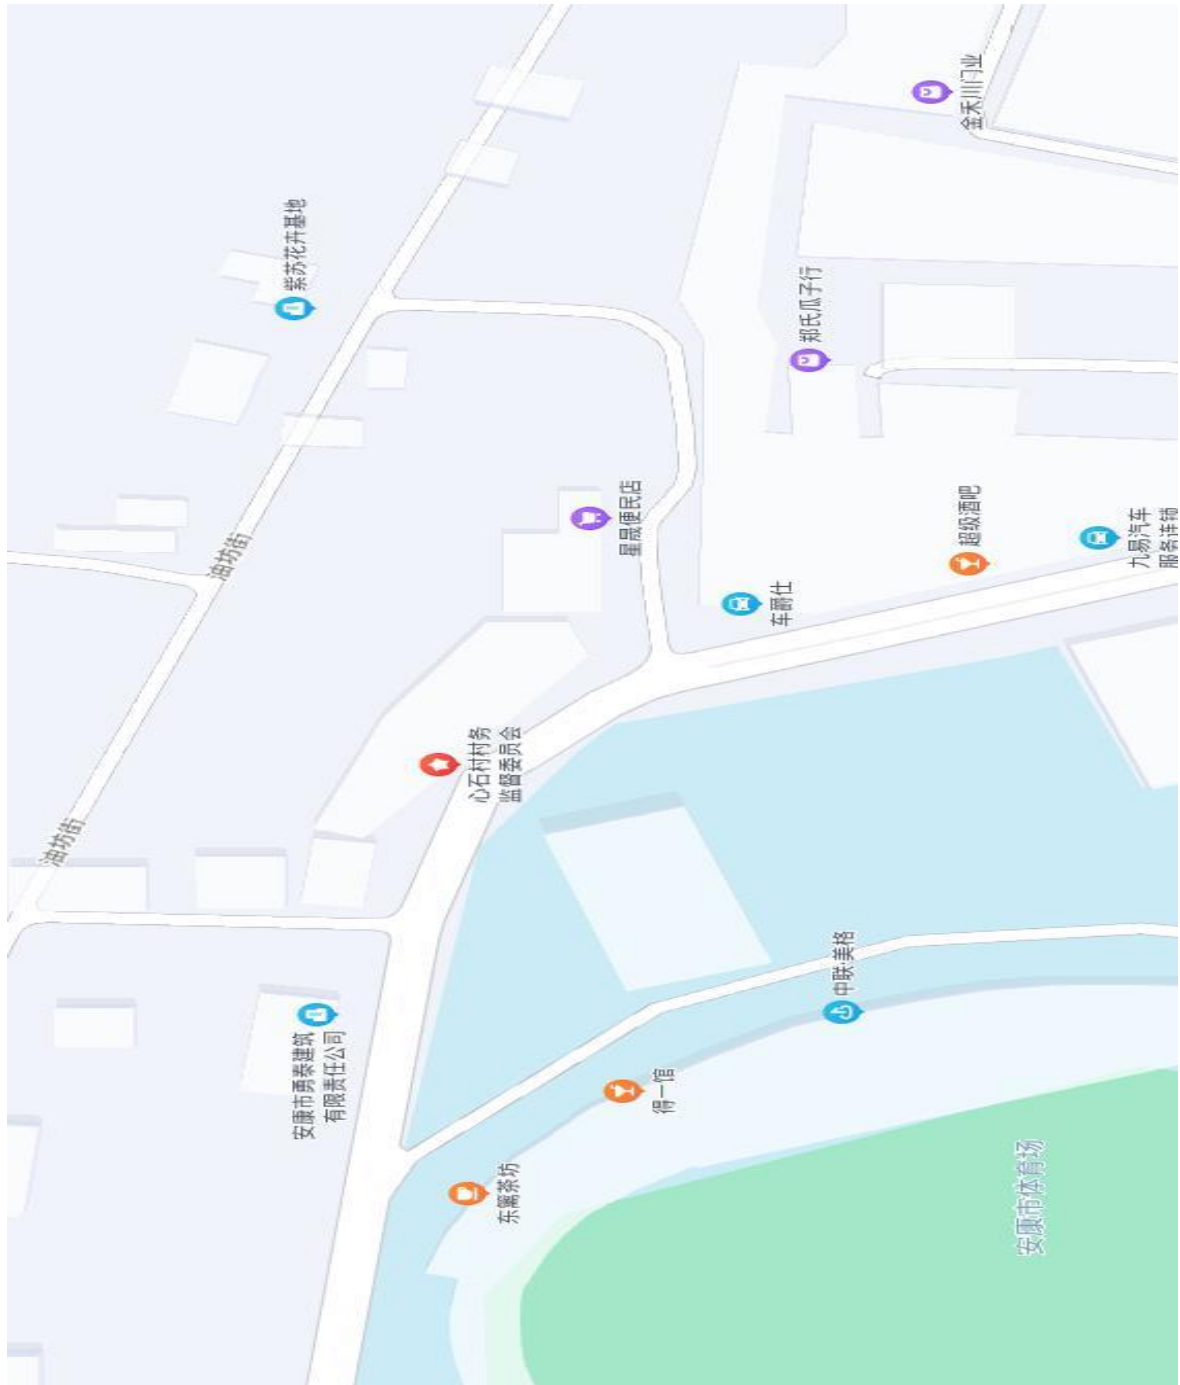 金禾川门业
紫苏花卉基地
郑氏瓜子行
油坊街
星晟便民店
超级酒吧
九易汽车
服务连锁
车爵仕
心石村村务
监督委员会
油坊街
中联·美格
安康市勇泰建筑
有限责任公司
得一馆
东篱茶坊
安康市体育场